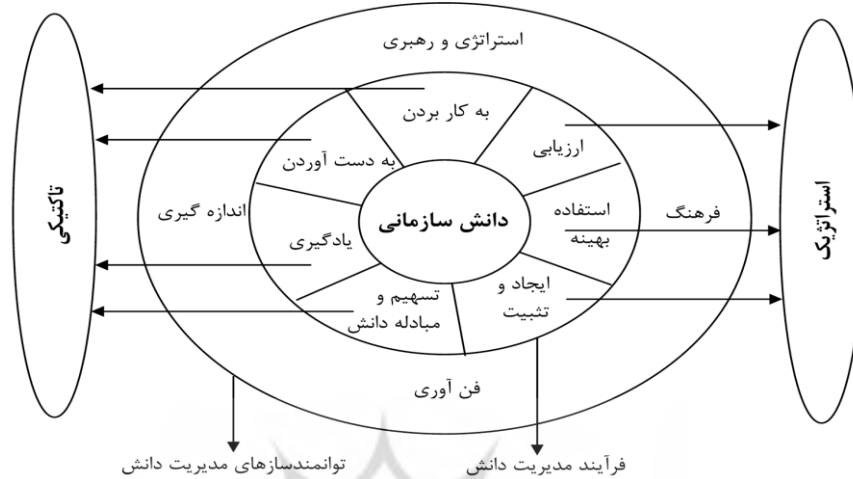 استراتژی و رهبری
به کار بردن
ارزیابی
به دست آوردن
تاکتیکی
اندازه گیری
دانش سازمانی
استفاده
بهینه
فرهنگ
استراتژیک
یادگیری
ایجاد و
تثبیت
تسهیم و
مبادله دانش
فن آوری
فرآیند مدیریت دانش
توانمندسازهای مدیریت دانش